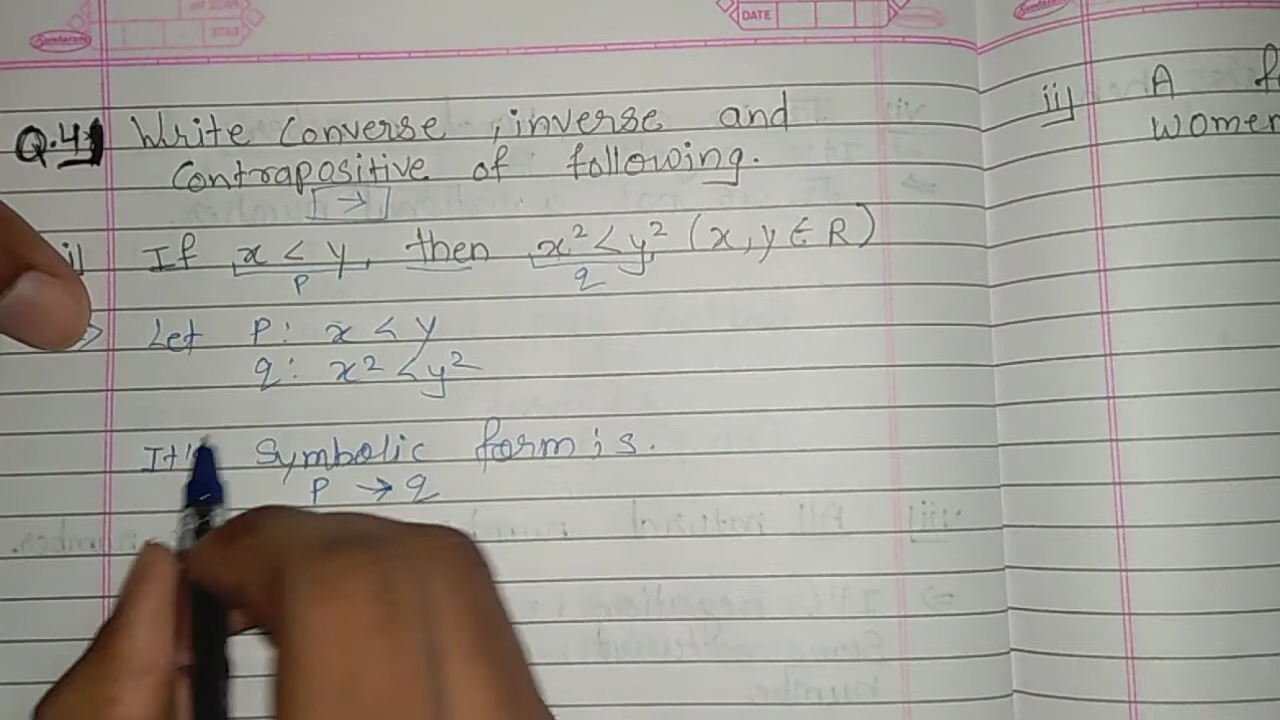 DATE
Sundaram
Q.4) Write Converse, inverse and
Contrapositive of following.
→
i) If x < y, then x² < y² (x, y ∈ R)
p q
⇒ Let p: x < y
q: x² < y²
It's Symbolic form is.
p → q
ii) A
women